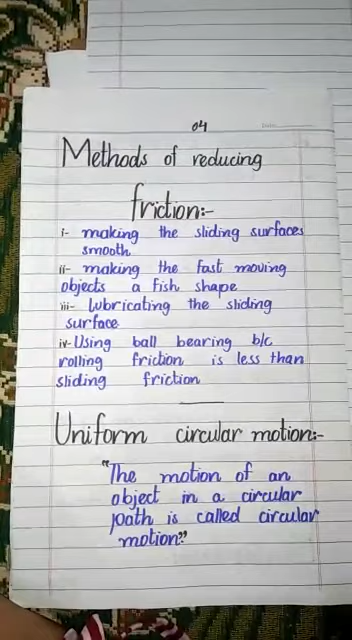 04
Date:
Methods of reducing
friction:-
i- making the sliding surfaces
smooth
ii- making the fast moving
objects a fish shape
iii- Lubricating the sliding
surface
iv- Using ball bearing b/c
rolling friction is less than
sliding friction
Uniform circular motion:-
"The motion of an
object in a circular
path is called circular
motion"